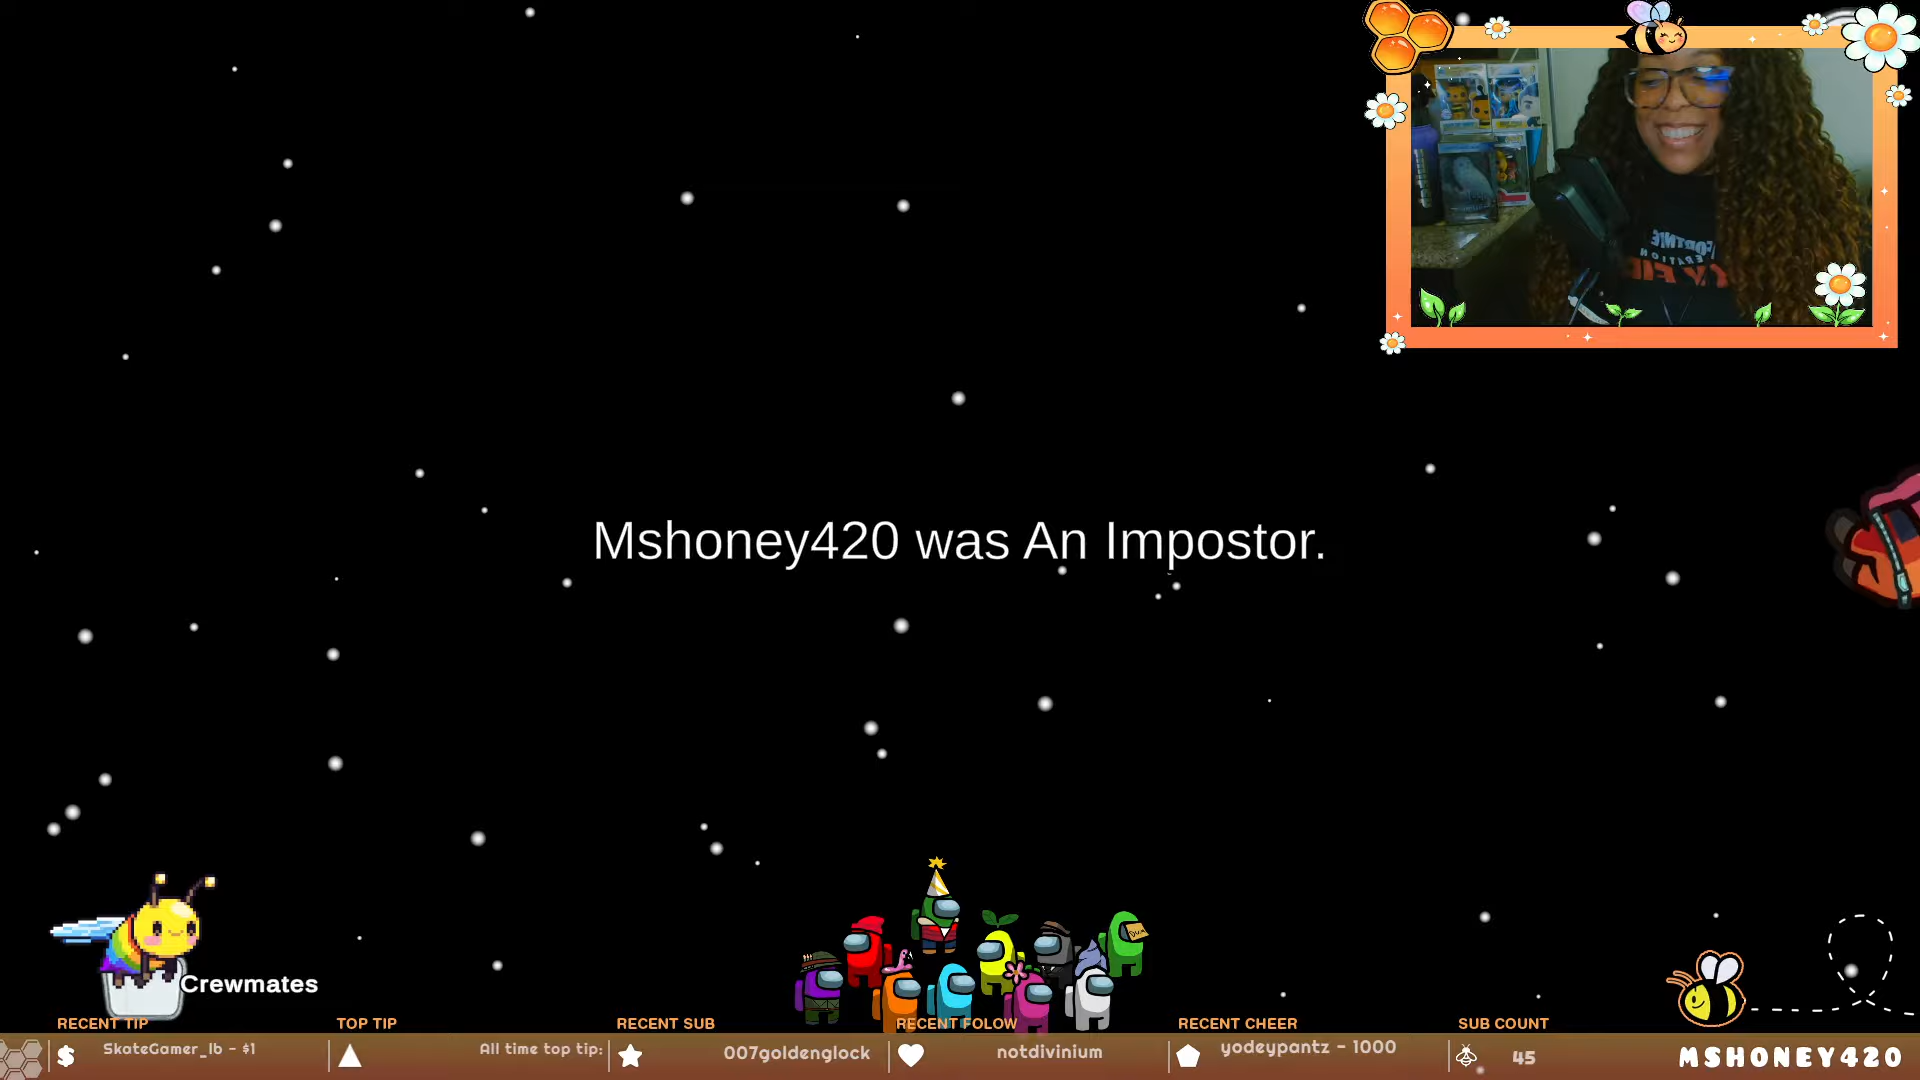 FORTNITE
Mshoney420 was An Impostor.
Crewmates
RECENT TIP
SkateGamer_lb - $1
TOP TIP
All time top tip:
RECENT SUB
007goldenglock
RECENT FOLOW
notdivinium
RECENT CHEER
yodeypantz - 1000
SUB COUNT
45
MSHONEY420